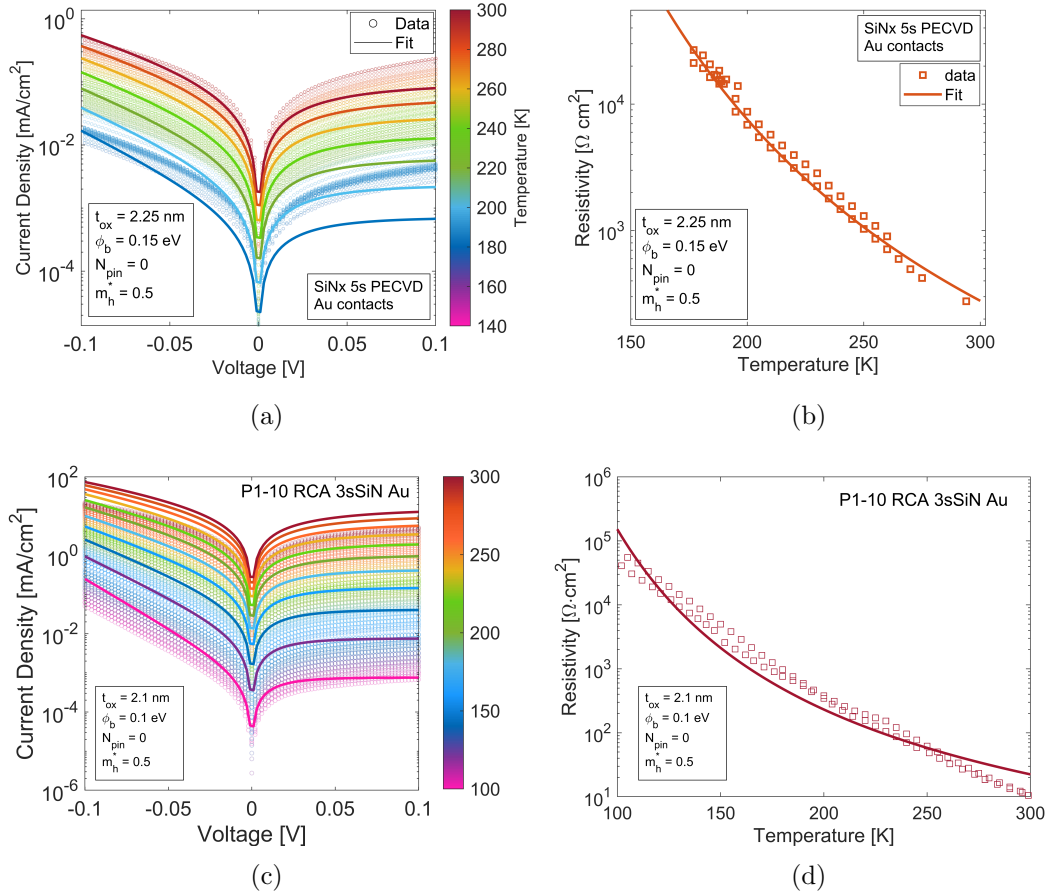 10^0
10^-2
10^-4
Current Density [mA/cm^2]
-0.1
-0.05
0
0.05
0.1
Voltage [V]
Data
Fit
t_ox = 2.25 nm
ϕ_b = 0.15 eV
N_pin = 0
m_h^* = 0.5
SiNx 5s PECVD
Au contacts
300
280
260
240
220
200
180
160
140
Temperature [K]
(a)
10^4
10^3
Resistivity [Ω cm^2]
150
200
250
300
Temperature [K]
SiNx 5s PECVD
Au contacts
data
Fit
t_ox = 2.25 nm
ϕ_b = 0.15 eV
N_pin = 0
m_h^* = 0.5
(b)
10^2
10^0
10^-2
10^-4
10^-6
Current Density [mA/cm^2]
-0.1
-0.05
0
0.05
0.1
Voltage [V]
P1-10 RCA 3sSiN Au
t_ox = 2.1 nm
ϕ_b = 0.1 eV
N_pin = 0
m_h^* = 0.5
300
250
200
150
100
(c)
10^6
10^5
10^4
10^3
10^2
10^1
Resistivity [Ω·cm^2]
100
150
200
250
300
Temperature [K]
P1-10 RCA 3sSiN Au
t_ox = 2.1 nm
ϕ_b = 0.1 eV
N_pin = 0
m_h^* = 0.5
(d)